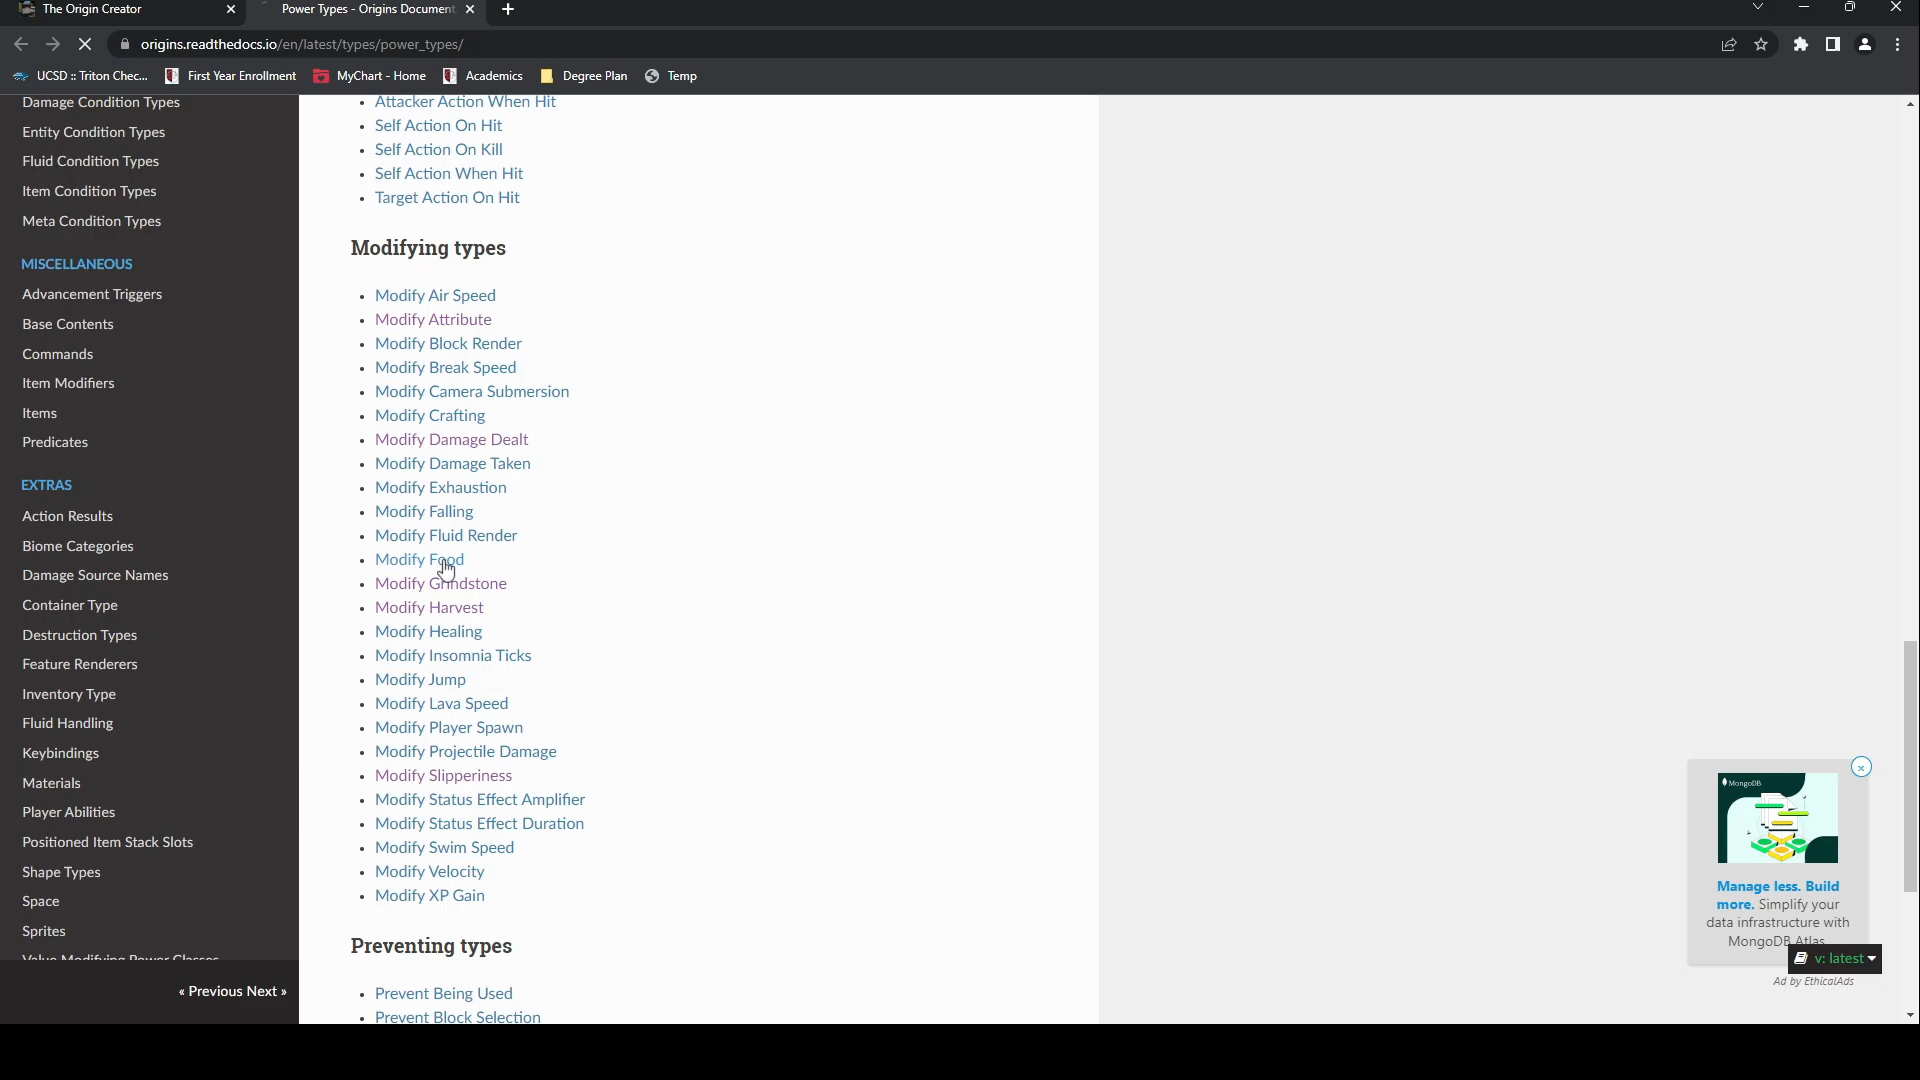 The Origin Creator
Power Types - Origins Document
origins.readthedocs.io/en/latest/types/power_types/
UCSD :: Triton Chec... First Year Enrollment MyChart - Home Academics Degree Plan Temp
Damage Condition Types
Entity Condition Types
Fluid Condition Types
Item Condition Types
Meta Condition Types
MISCELLANEOUS
Advancement Triggers
Base Contents
Commands
Item Modifiers
Items
Predicates
EXTRAS
Action Results
Biome Categories
Damage Source Names
Container Type
Destruction Types
Feature Renderers
Inventory Type
Fluid Handling
Keybindings
Materials
Player Abilities
Positioned Item Stack Slots
Shape Types
Space
Sprites
Value Modifying Power Classes
« Previous Next »
Attacker Action When Hit
Self Action On Hit
Self Action On Kill
Self Action When Hit
Target Action On Hit
Modifying types
Modify Air Speed
Modify Attribute
Modify Block Render
Modify Break Speed
Modify Camera Submersion
Modify Crafting
Modify Damage Dealt
Modify Damage Taken
Modify Exhaustion
Modify Falling
Modify Fluid Render
Modify Food
Modify Grindstone
Modify Harvest
Modify Healing
Modify Insomnia Ticks
Modify Jump
Modify Lava Speed
Modify Player Spawn
Modify Projectile Damage
Modify Slipperiness
Modify Status Effect Amplifier
Modify Status Effect Duration
Modify Swim Speed
Modify Velocity
Modify XP Gain
Preventing types
Prevent Being Used
Prevent Block Selection
MongoDB
Manage less. Build
more. Simplify your
data infrastructure with
MongoDB Atlas
v: latest
Ad by EthicalAds